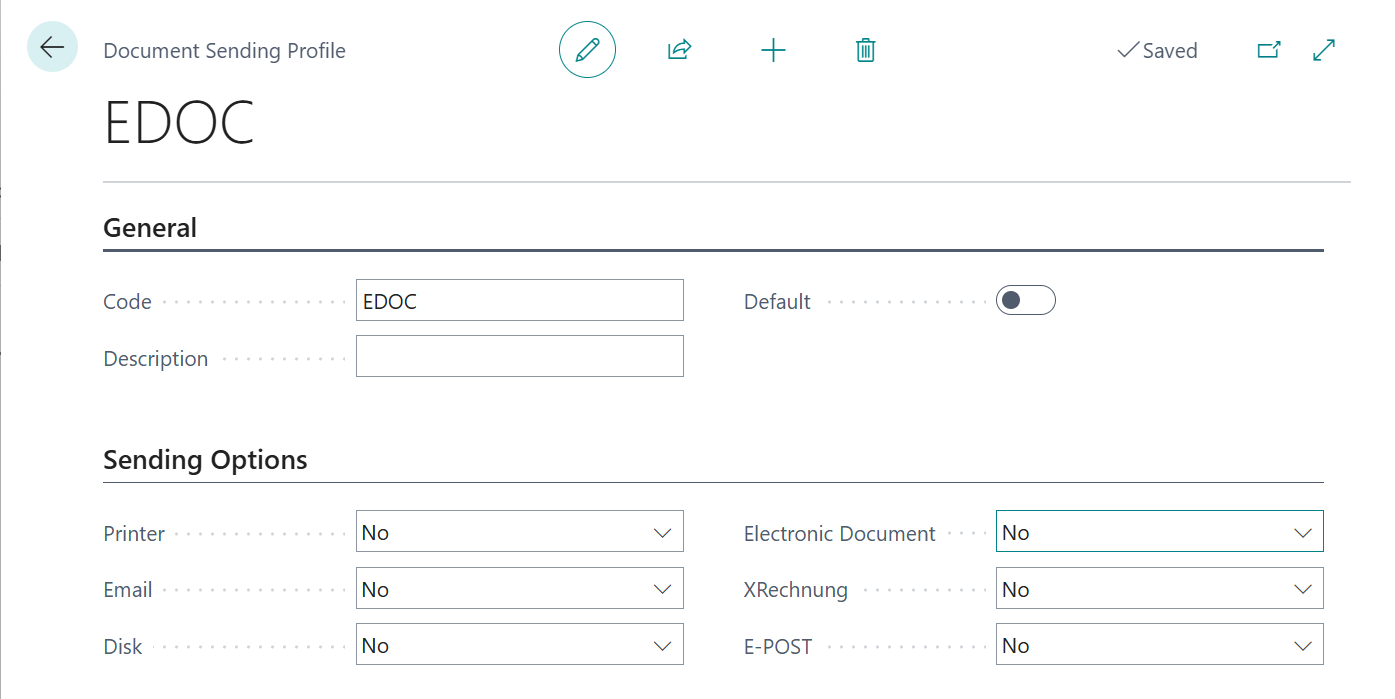 Document Sending Profile
Saved
EDOC
General
Code EDOC Default
Description
Sending Options
Printer No Electronic Document No
Email No XRechnung No
Disk No E-POST No